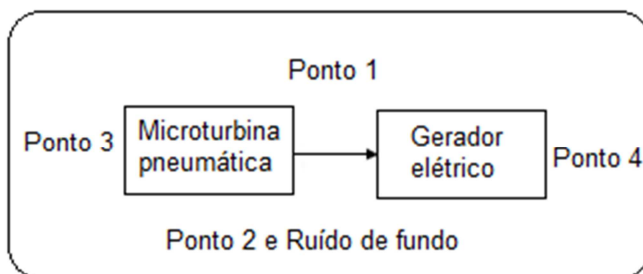 Ponto 1
Ponto 3
Microturbina
pneumática
Gerador
elétrico
Ponto 4
Ponto 2 e Ruído de fundo